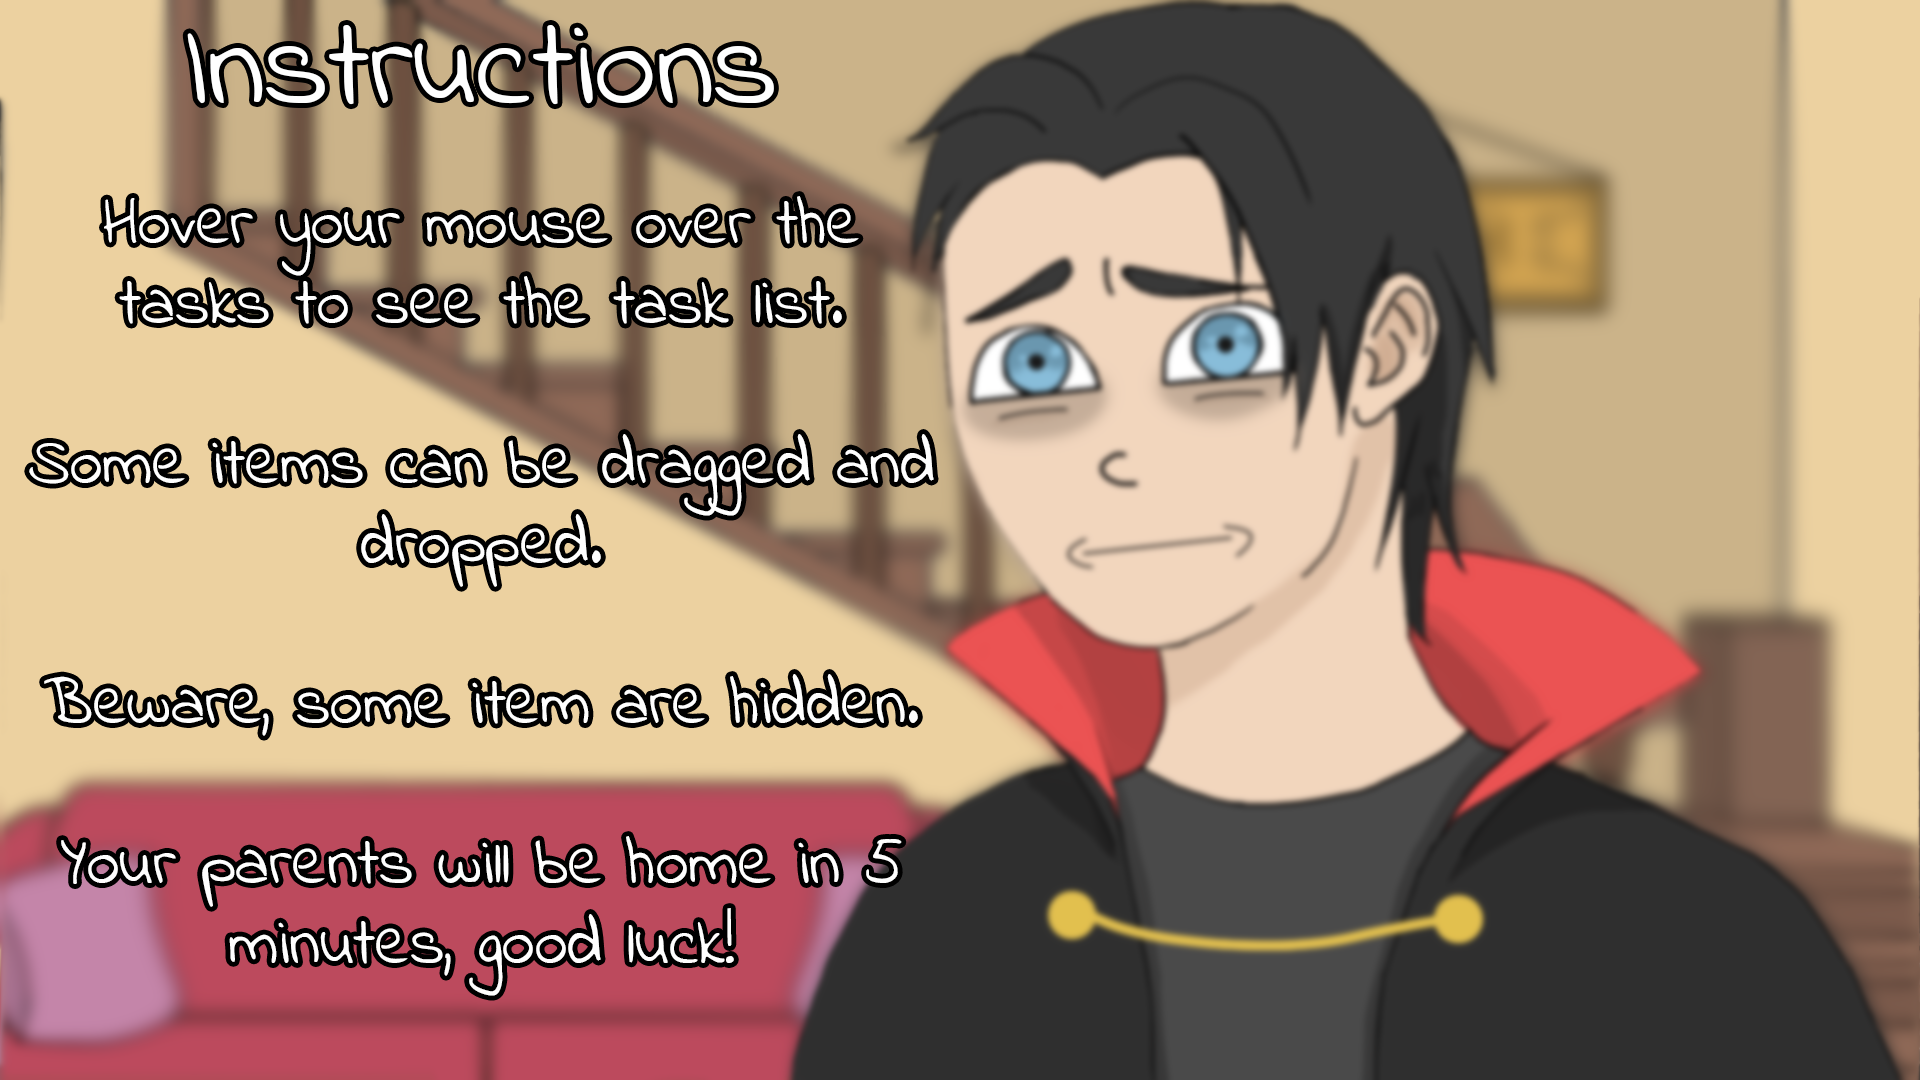 Instructions
Hover your mouse over the
tasks to see the task list.
Some items can be dragged and
dropped.
Beware, some item are hidden.
Your parents will be home in 5
minutes, good luck!